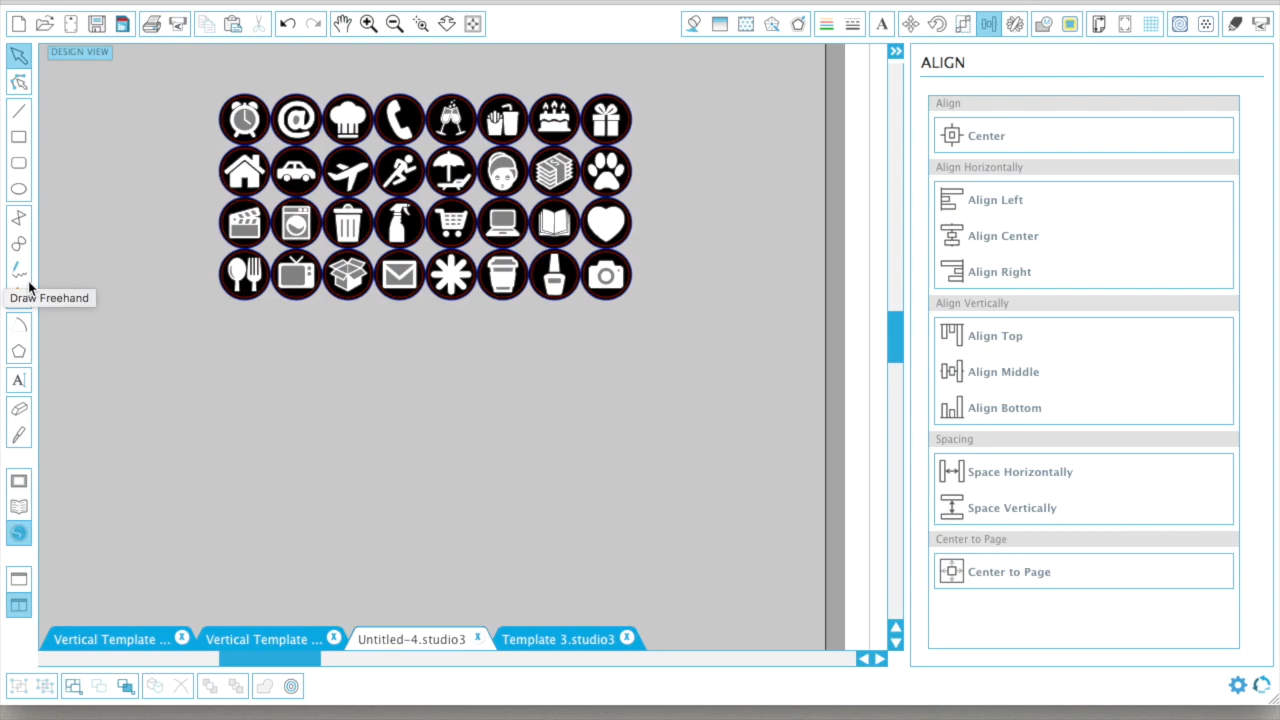 A
DESIGN VIEW
ALIGN
Align
Center
Align Horizontally
Align Left
Align Center
Align Right
Draw Freehand
Align Vertically
Align Top
Align Middle
A
Align Bottom
Spacing
Space Horizontally
Space Vertically
Center to Page
Center to Page
Vertical Template ... x
Vertical Template ... x
Untitled-4.studio3 x
Template 3.studio3 x